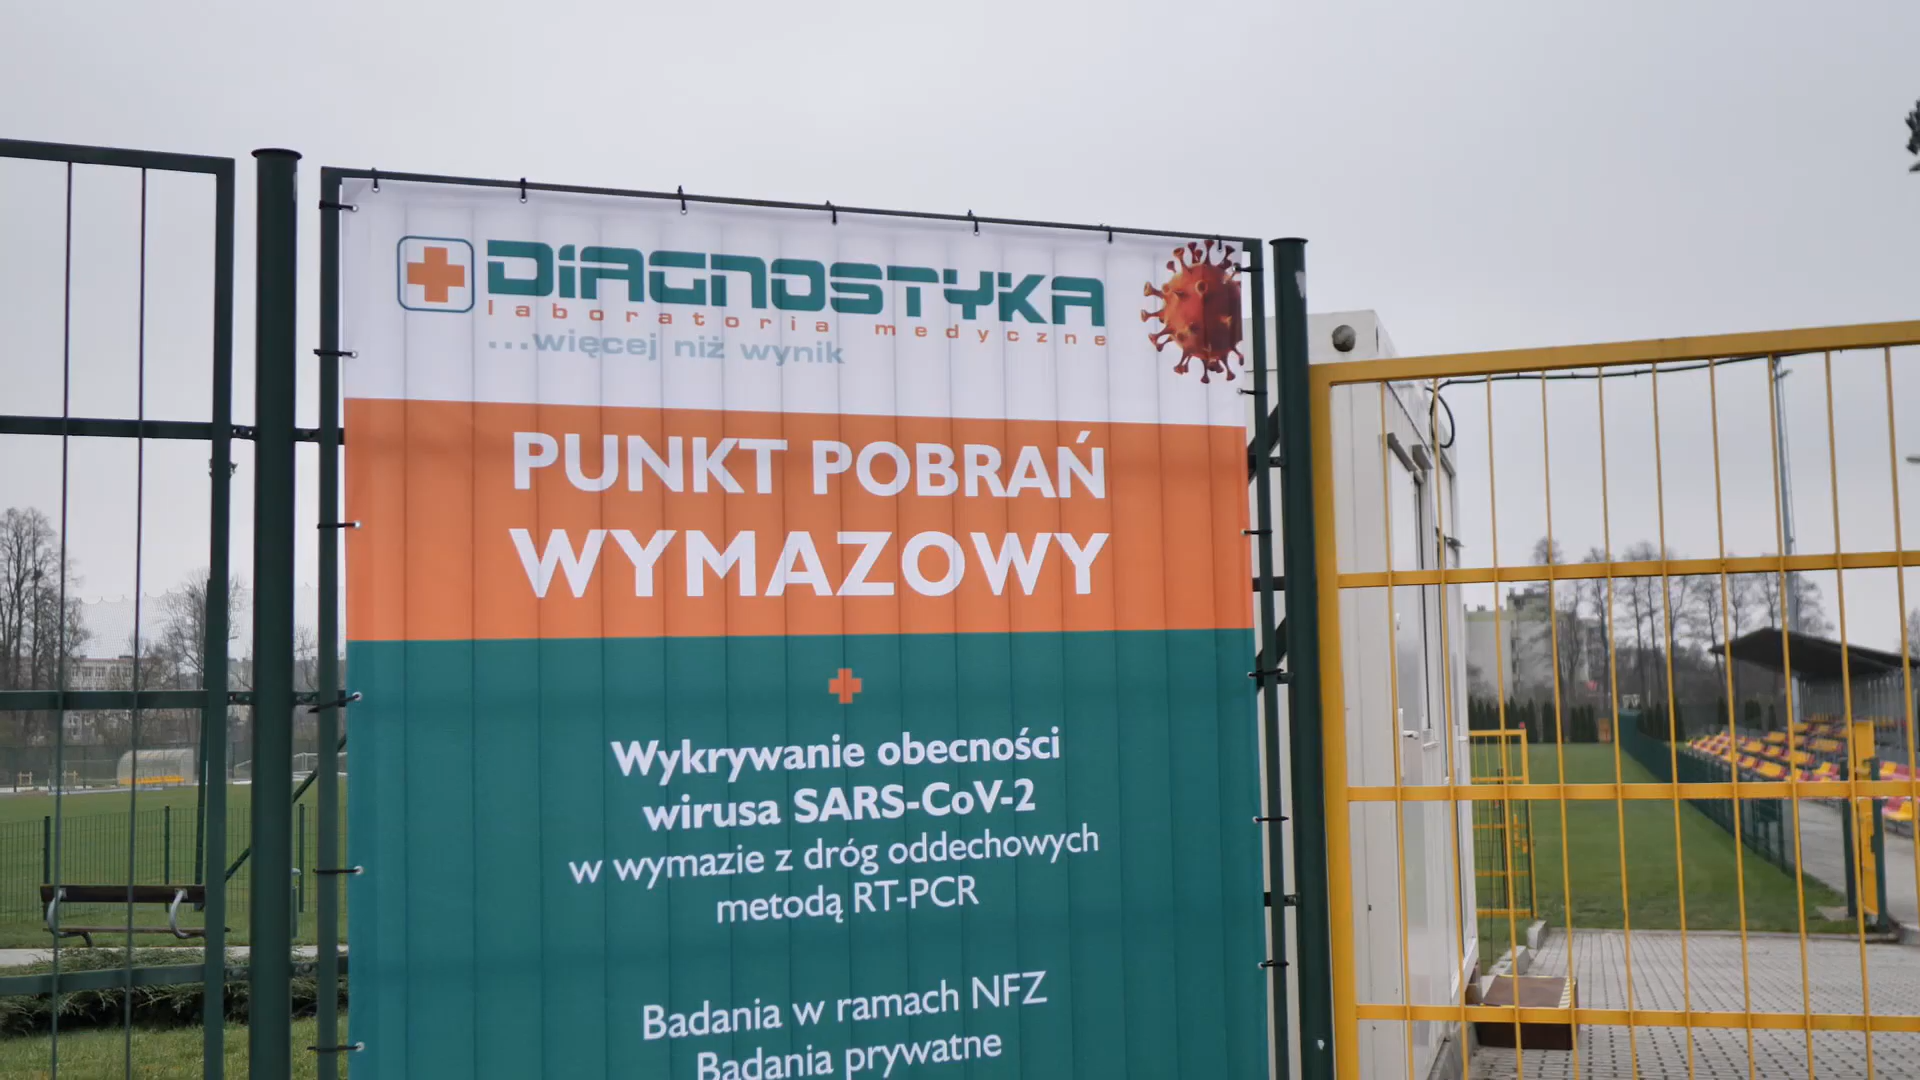 DiAGNOSTYKA
laboratoria medyczne
...więcej niż wynik
PUNKT POBRAŃ
WYMAZOWY
Wykrywanie obecności
wirusa SARS-CoV-2
w wymazie z dróg oddechowych
metodą RT-PCR
Badania w ramach NFZ
Badania prywatne